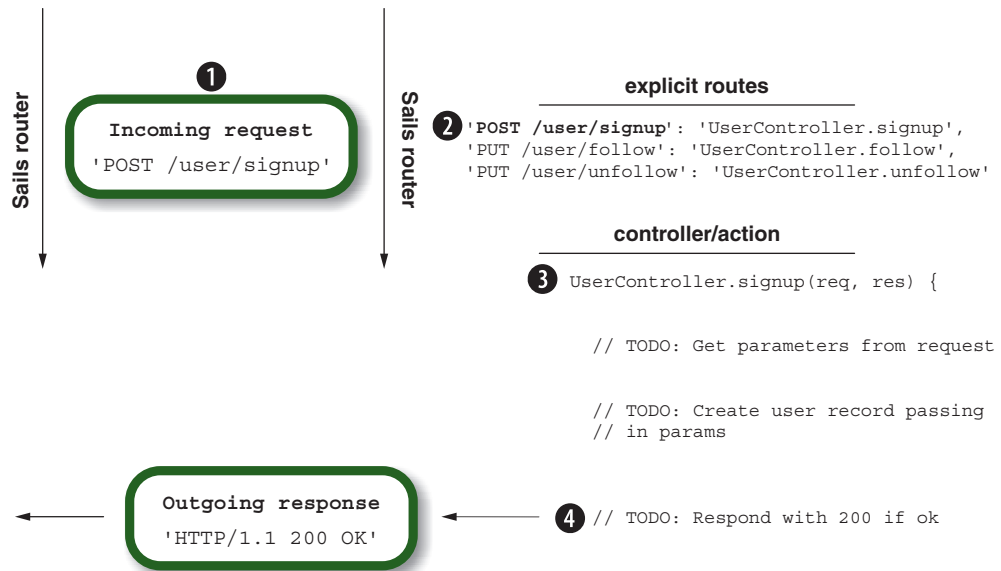 1
Sails router
Incoming request
'POST /user/signup'
Sails router
explicit routes
2 'POST /user/signup': 'UserController.signup',
'PUT /user/follow': 'UserController.follow',
'PUT /user/unfollow': 'UserController.unfollow'
controller/action
3 UserController.signup(req, res) {
// TODO: Get parameters from request
// TODO: Create user record passing
// in params
4 // TODO: Respond with 200 if ok
Outgoing response
'HTTP/1.1 200 OK'